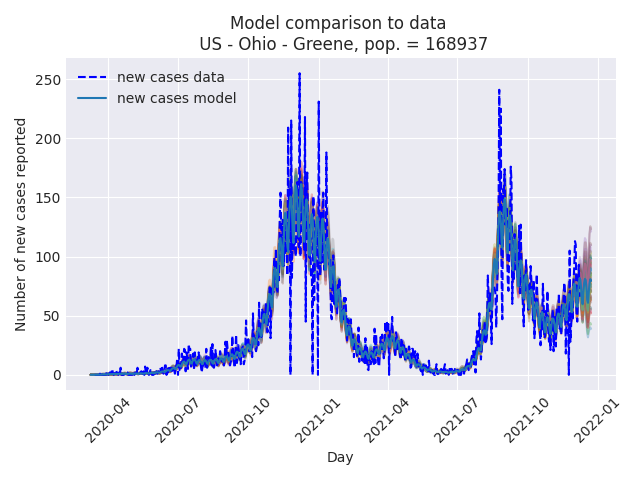 Model comparison to data
US - Ohio - Greene, pop. = 168937
new cases data
new cases model
Number of new cases reported
250
200
150
100
50
0
2020-04
2020-07
2020-10
2021-01
2021-04
2021-07
2021-10
2022-01
Day